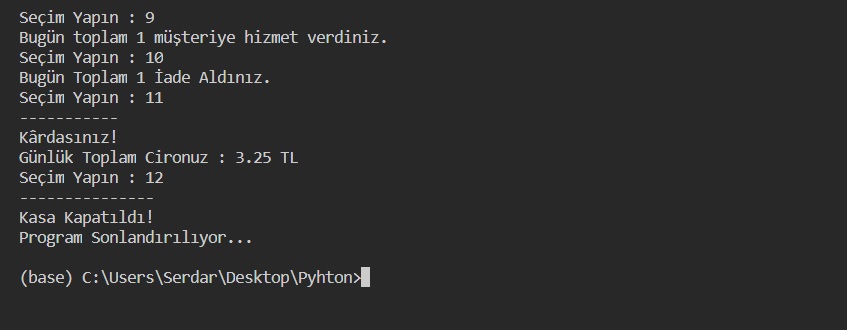 Seçim Yapın : 9
Bugün toplam 1 müşteriye hizmet verdiniz.
Seçim Yapın : 10
Bugün Toplam 1 İade Aldınız.
Seçim Yapın : 11
-----------
Kârdasınız!
Günlük Toplam Cironuz : 3.25 TL
Seçim Yapın : 12
---------------
Kasa Kapatıldı!
Program Sonlandırılıyor...
(base) C:\Users\Serdar\Desktop\Pyhton>